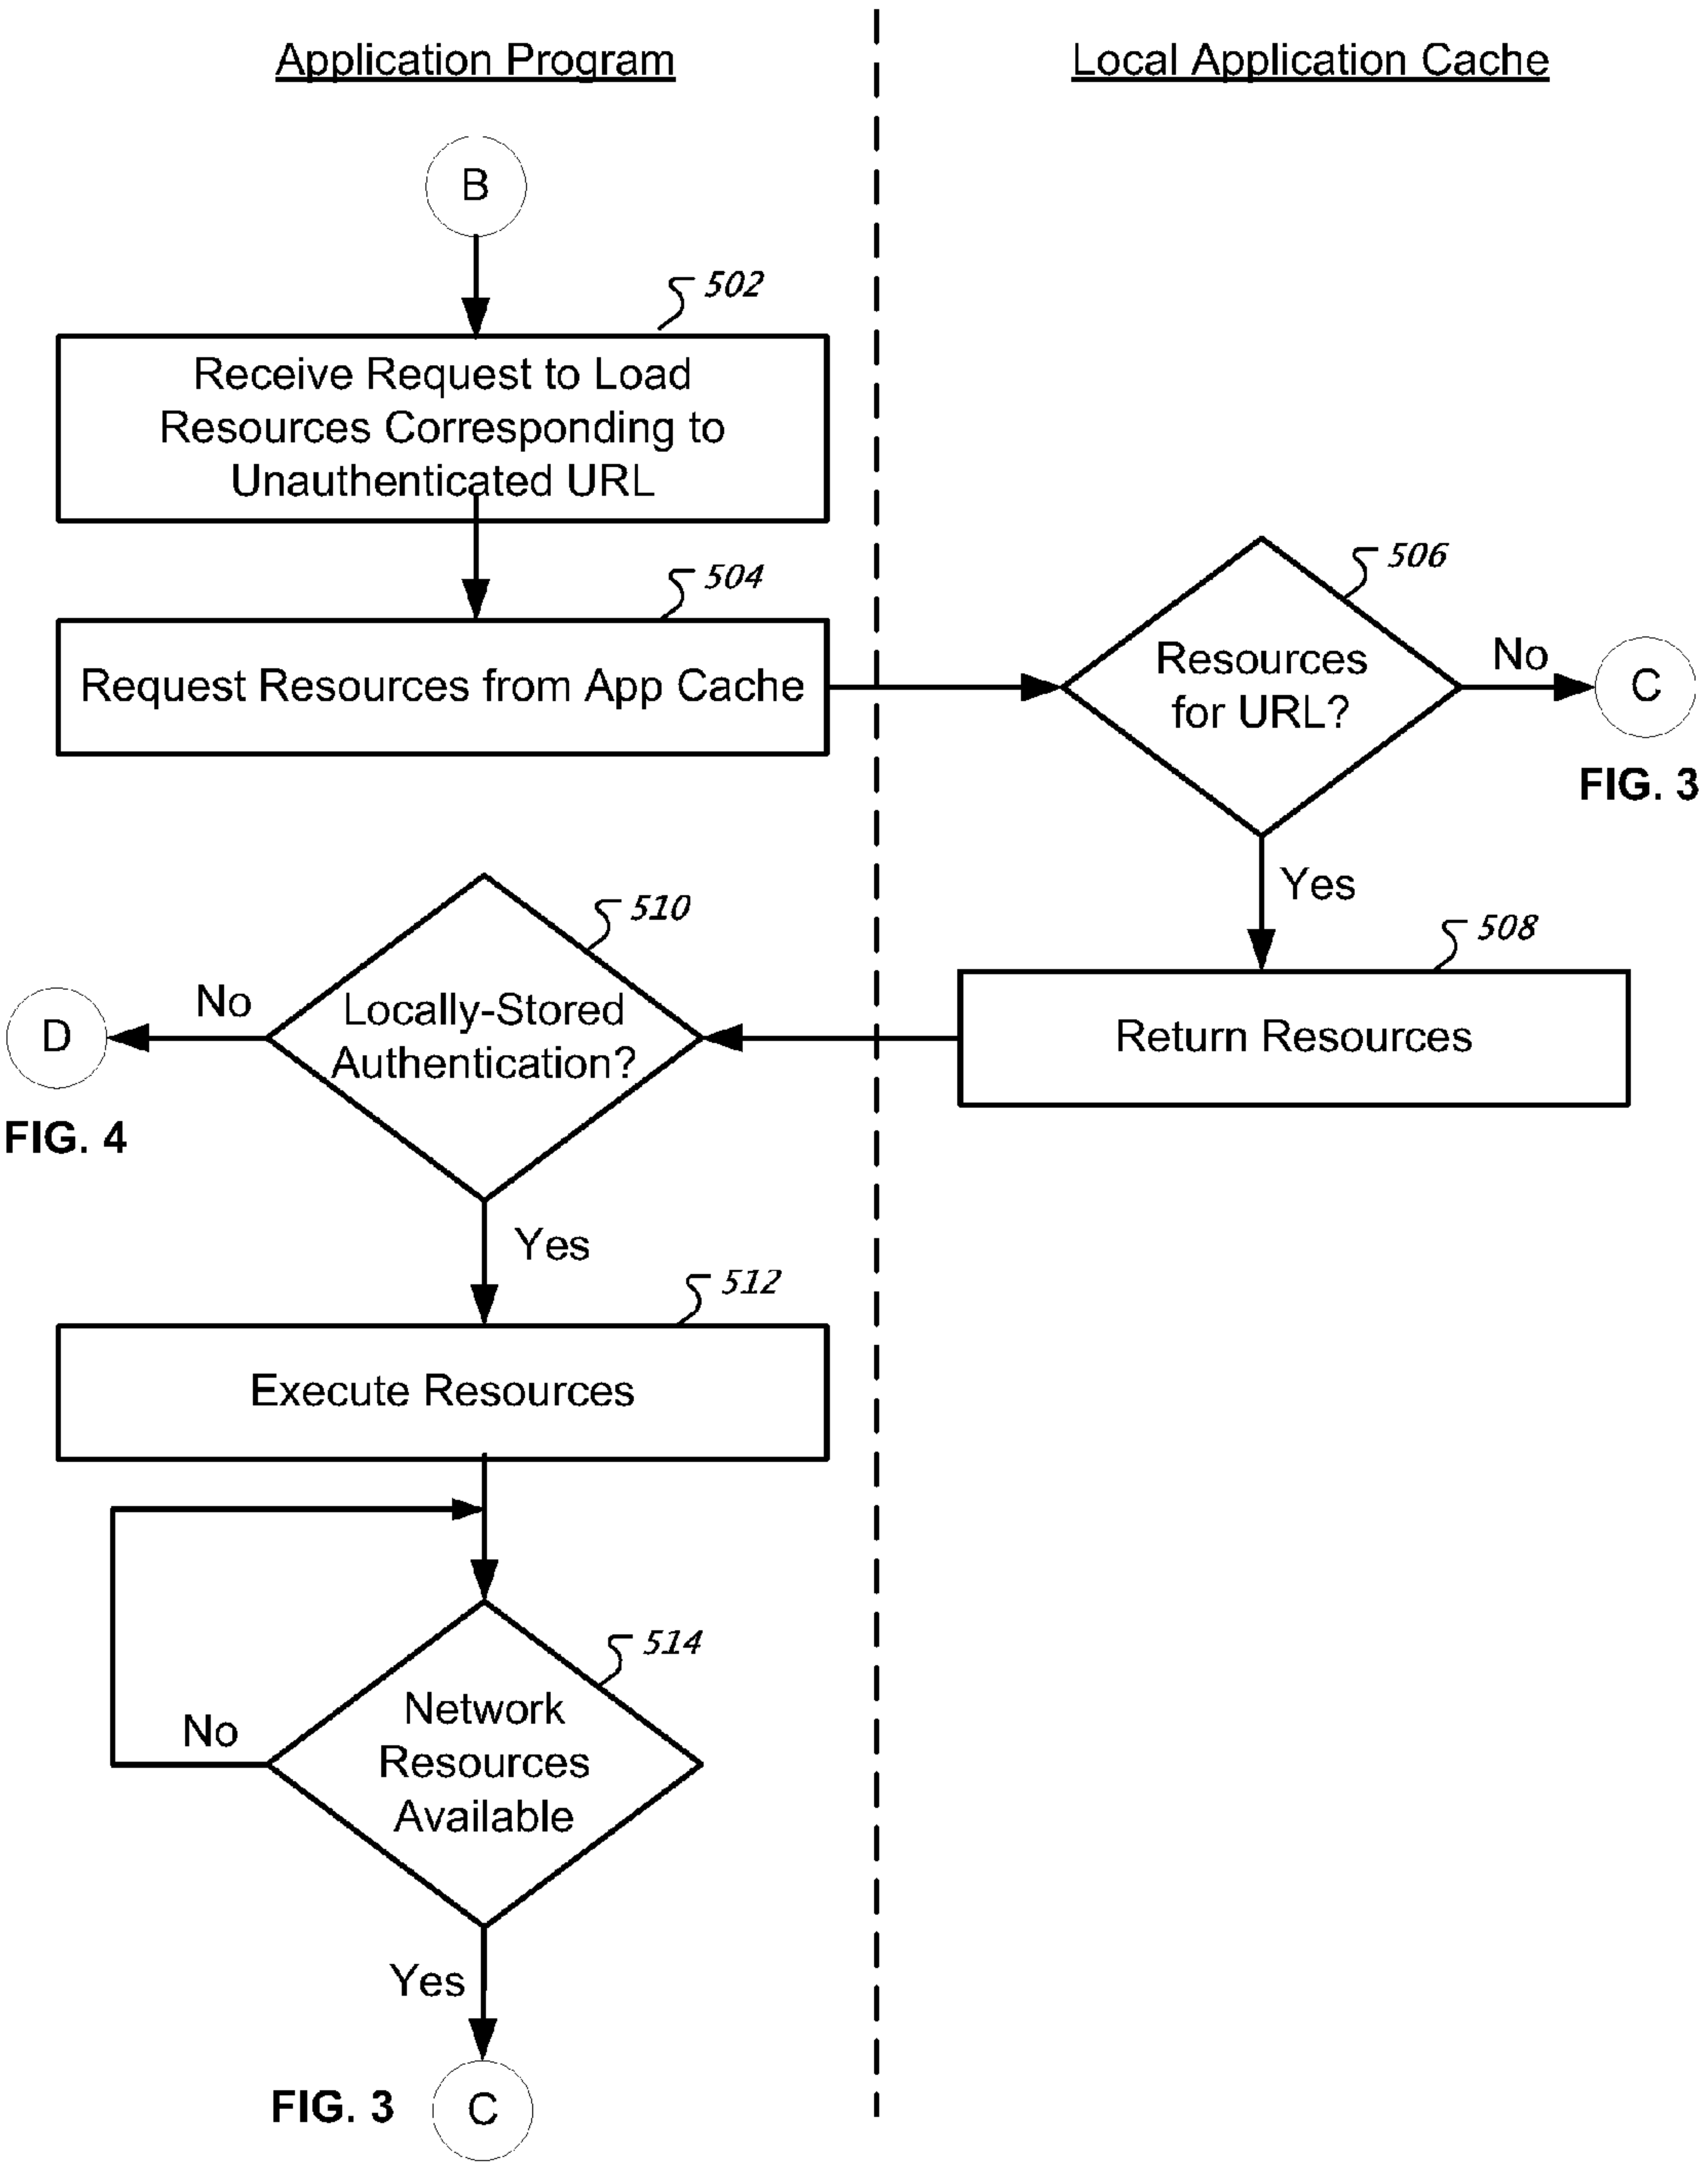 Application Program
Local Application Cache
B
502
Receive Request to Load
Resources Corresponding to
Unauthenticated URL
504
Request Resources from App Cache
506
Resources
for URL?
No
C
FIG. 3
Yes
508
Return Resources
510
Locally-Stored
Authentication?
No
D
FIG. 4
Yes
512
Execute Resources
514
Network
Resources
Available
No
Yes
FIG. 3
C